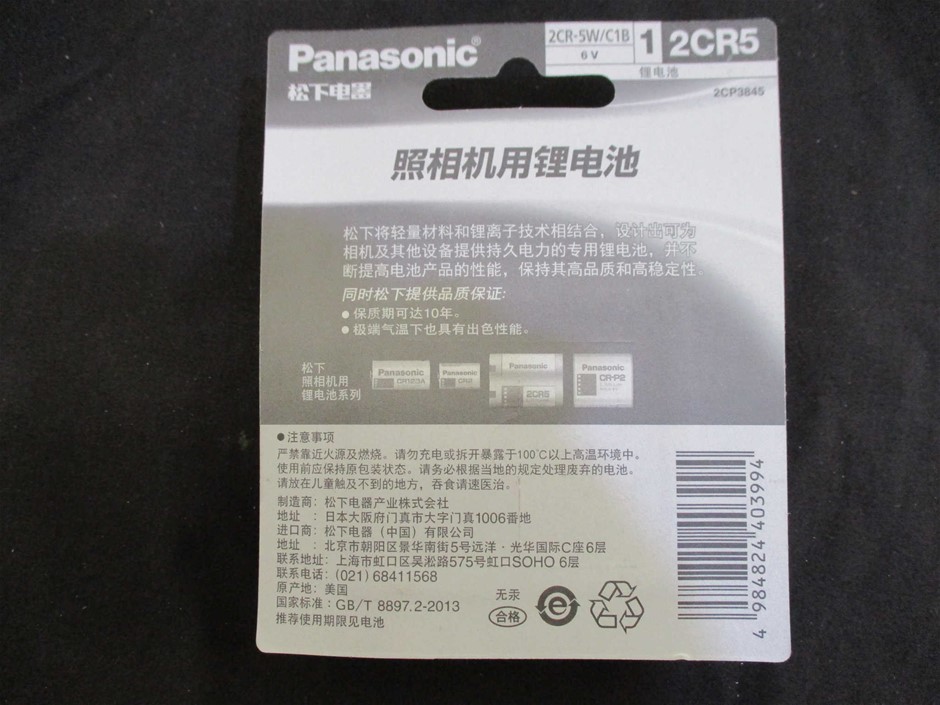 Panasonic®
松下电器
2CR-5W/C1B
6V
1
2CR5
锂电池
2CP3845
照相机用锂电池
松下将轻量材料和锂离子技术相结合，设计出可为
相机及其他设备提供持久电力的专用锂电池，并不
断提高电池产品的性能，保持其高品质和高稳定性。
同时松下提供品质保证:
●保质期可达10年。
●极端气温下也具有出色性能。
松下
照相机用
锂电池系列
Panasonic
CR123A
Panasonic
CR2
Panasonic
2CR5
Panasonic
CR-P2
●注意事项
严禁靠近火源及燃烧。请勿充电或拆开暴露于100℃以上高温环境中。
使用前应保持原包装状态。请务必根据当地的规定处理废弃的电池。
请放在儿童触及不到的地方，吞食请速医治。
制造商：松下电器产业株式会社
地址 ：日本大阪府门真市大字门真1006番地
进口商：松下电器（中国）有限公司
地址 ：北京市朝阳区景华南街5号远洋·光华国际C座6层
联系地址：上海市虹口区吴淞路575号虹口SOHO 6层
联系电话：(021) 68411568
原产地：美国
国家标准：GB/T 8897.2-2013
推荐使用期限见电池
无汞
合格
e
4 984824 403994